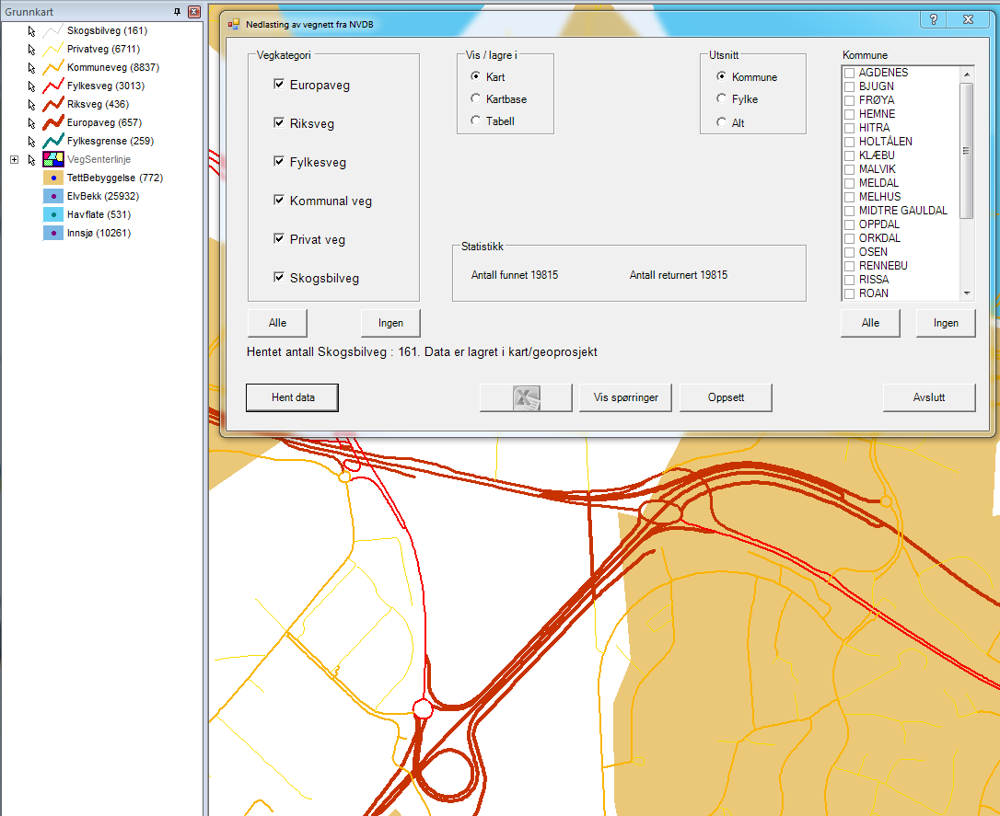 Grunnkart
Skogsbilveg (161)
Privatveg (6711)
Kommuneveg (8837)
Fylkesveg (3013)
Riksveg (436)
Europaveg (657)
Fylkesgrense (259)
VegSenterlinje
TettBebyggelse (772)
ElvBekk (25932)
Havflate (531)
Innsjø (10261)
Nedlasting av vegnett fra NVDB
Vegkategori
Europaveg
Riksveg
Fylkesveg
Kommunal veg
Privat veg
Skogsbilveg
Alle
Ingen
Vis / lagre i
Kart
Kartbase
Tabell
Utsnitt
Kommune
Fylke
Alt
Statistikk
Antall funnet 19815
Antall returnert 19815
Kommune
AGDENES
BJUGN
FRØYA
HEMNE
HITRA
HOLTÅLEN
KLÆBU
MALVIK
MELDAL
MELHUS
MIDTRE GAULDAL
OPPDAL
ORKDAL
OSEN
RENNEBU
RISSA
ROAN
Alle
Ingen
Hentet antall Skogsbilveg : 161. Data er lagret i kart/geoprosjekt
Hent data
Vis spørringer
Oppsett
Avslutt